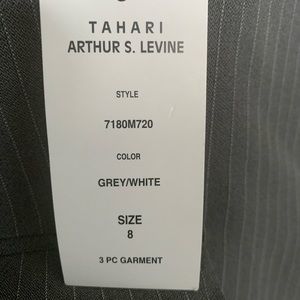 TAHARI
ARTHUR S. LEVINE
STYLE
7180M720
COLOR
GREY/WHITE
SIZE
8
3 PC GARMENT